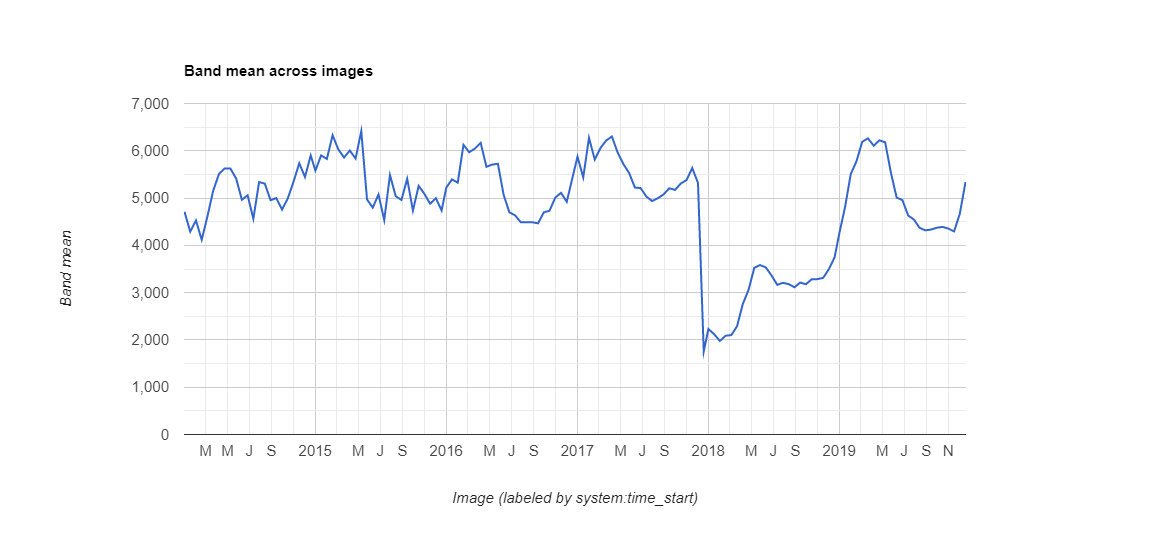 Band mean across images
7,000
6,000
5,000
4,000
3,000
2,000
1,000
0
Band mean
M M J S 2015 M J S 2016 M J S 2017 M J S 2018 M J S 2019 M J S N
Image (labeled by system:time_start)